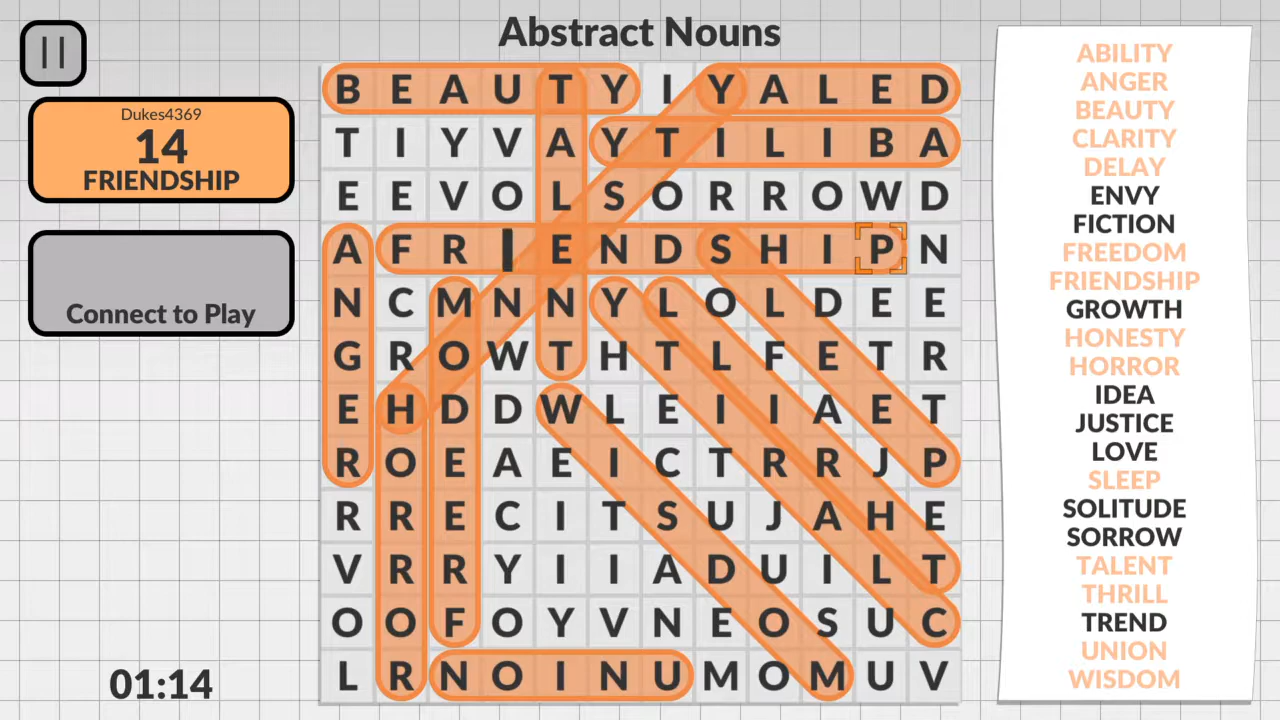 Abstract Nouns
Dukes4369
14
FRIENDSHIP
Connect to Play
01:14
B E A U T Y I Y A L E D
T I Y V A Y T I L I B A
E E V O L S O R R O W D
A F R I E N D S H I P N
N C M N N Y L O L D E E
G R O W T H T L F E T R
E H D D W L E I I A E T
R O E A E I C T R R J P
R R E C I T S U J A H E
V R R Y I I A D U I L T
O O F O Y V N E O S U C
L R N O I N U M O M U V
ABILITY
ANGER
BEAUTY
CLARITY
DELAY
ENVY
FICTION
FREEDOM
FRIENDSHIP
GROWTH
HONESTY
HORROR
IDEA
JUSTICE
LOVE
SLEEP
SOLITUDE
SORROW
TALENT
THRILL
TREND
UNION
WISDOM